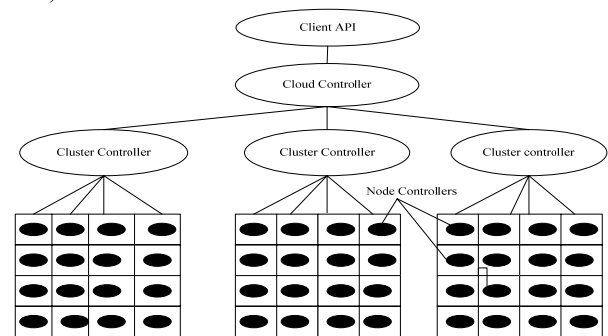 Client API
Cloud Controller
Cluster Controller
Cluster Controller
Cluster controller
Node Controllers